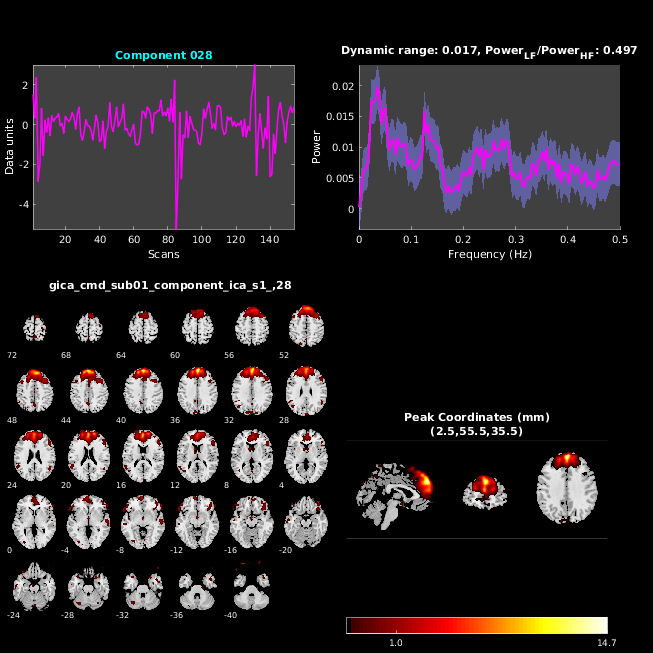 Component 028
Dynamic range: 0.017, Power_LF/Power_HF: 0.497
2
0
-2
-4
Data units
20 40 60 80 100 120 140
Scans
0.02
0.015
0.01
0.005
0
Power
0 0.1 0.2 0.3 0.4 0.5
Frequency (Hz)
gica_cmd_sub01_component_ica_s1_,28
72 68 64 60 56 52
48 44 40 36 32 28
24 20 16 12 8 4
0 -4 -8 -12 -16 -20
-24 -28 -32 -36 -40
Peak Coordinates (mm)
(2.5,55.5,35.5)
1.0 14.7